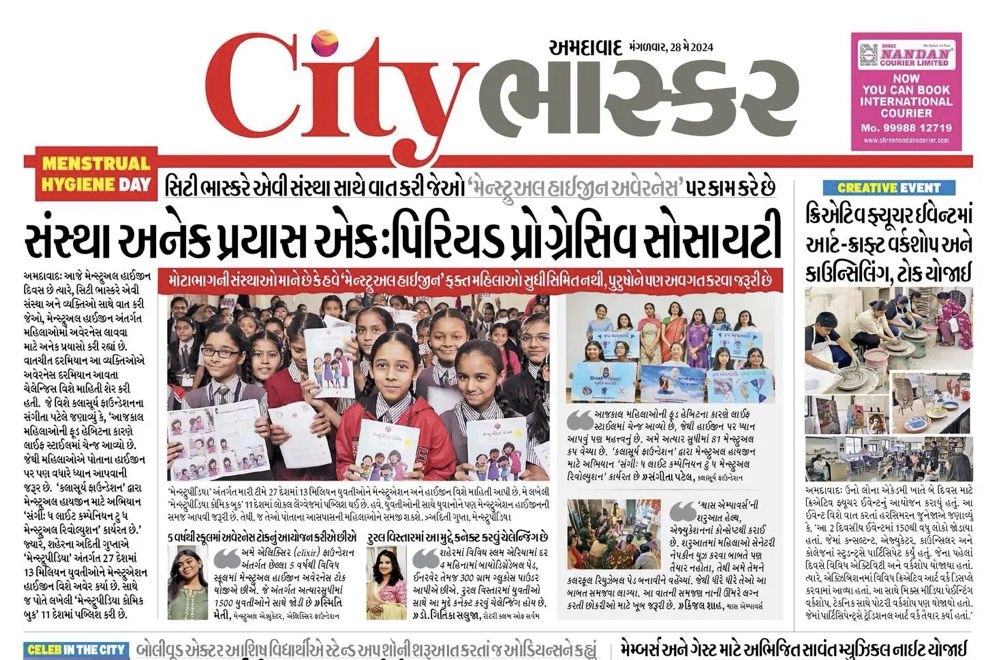 City ભાસ્કર
અમદાવાદ મંગળવાર, 28 મે 2024
SHREE
NANDAN
COURIER LIMITED
NOW
YOU CAN BOOK
INTERNATIONAL
COURIER
Mo. 99988 12719
www.shreenandancourier.com
MENSTRUAL
HYGIENE DAY
સિટી ભાસ્કરે એવી સંસ્થા સાથે વાત કરી જેઓ ‘મેન્સ્ટ્રુઅલ હાઈજીન અવેરનેસ’ પર કામ કરે છે
સંસ્થા અનેક પ્રયાસ એક:પિરિયડ પ્રોગ્રેસિવ સોસાયટી
અમદાવાદ: આજે મેન્સ્ટ્રુઅલ હાઈજીન
દિવસ છે ત્યારે, સિટી ભાસ્કરે એવી
સંસ્થા અને વ્યક્તિઓ સાથે વાત કરી
જેઓ, મેન્સ્ટ્રુઅલ હાઈજીન અંતર્ગત
મહિલાઓમાં અવેરનેસ લાવવા
માટે અનેક પ્રયાસો કરી રહ્યાં છે.
વાતચીત દરમિયાન આ વ્યક્તિઓએ
અવેરનેસ દરમિયાન આવતા
ચેલેન્જિસ વિશે માહિતી શેર કરી
હતી. જે વિશે ક્લાસૂર્ય ફાઉન્ડેશનના
સંગીતા પટેલે જણાવ્યું કે, ‘આજકાલ
મહિલાઓની ફૂડ હેબિટના કારણે
લાઈફ સ્ટાઈલમાં ચેન્જ આવ્યો છે.
જેથી મહિલાઓએ પોતાના હાઈજીન
પર પણ વધારે ધ્યાન આપવાની
જરૂર છે. ‘કલાસૂર્ય ફાઉન્ડેશન’ દ્વારા
મેન્સ્ટ્રુઅલ હાયજીન માટે અભિયાન
‘સંગી: ધ લાઈટ કમ્પેનિયન ટુ ધ
મેન્સ્ટ્રુઅલ રિવોલ્યુશન’ કાર્યરત છે.’
જ્યારે, શહેરના અદિતી ગુપ્તાએ
‘મેન્સ્ટ્રુપીડિયા’ અંતર્ગત 27 દેશમાં
13 મિલિયન યુવતીઓને મેન્સ્ટ્રુએશન
હાઈજીન વિશે અવેર કર્યા છે. સાથે
જ પોતે લખેલી ‘મેન્સ્ટ્રુપીડિયા કોમિક
બુક’ 11 દેશમાં પબ્લિશ કરી છે.
મોટાભાગની સંસ્થાઓ માને છે કે હવે ‘મેન્સ્ટ્રુઅલ હાઈજીન’ ફક્ત મહિલાઓ સુધી સિમિત નથી, પુરુષોને પણ અવગત કરવા જરૂરી છે
‘મેન્સ્ટ્રુપીડિયા’ અંતર્ગત મારી ટીમે 27 દેશમાં 13 મિલિયન યુવતીઓને મેન્સ્ટ્રુએશન અને હાઈજીન વિશે માહિતી આપી છે. મે લખેલી
‘મેન્સ્ટ્રુપીડિયા કોમિક બુક’ 11 દેશમાં લોકલ લેંગ્વેજમાં પબ્લિશ થઈ છે. હવે, યુવતીઓની સાથે યુવાનોને પણ મેન્સ્ટ્રુએશન હાઈજીનની
સમજ આપવી જરૂરી છે. તેથી, જ તેઓ પોતાના આસપાસની મહિલાઓને સમજી શકશે. >અદિતી ગુપ્તા, મેન્સ્ટ્રુપીડિયા
5 વર્ષથી સ્કૂલમાં અવેરનેસ ટોકનું આયોજન કરીએ છીએ
અમે એલિક્સિર (elixir) ફાઉન્ડેશન
અંતર્ગત છેલ્લા 5 વર્ષથી વિવિધ
સ્કૂલમાં મેન્સ્ટ્રુઅલ હાઈજીન અવેરનેસ ટોક
યોજીએ છીએ. જે અંતર્ગત અત્યારસુધીમાં
1500 યુવતીઓને સાથે જોડી છે >સ્મિતિ
મૈતી, મેન્સ્ટ્રુઅલ એજ્યુકેટર, એલિક્સિર ફાઉન્ડેશન
રુરલ વિસ્તારમાં આ મુદ્દે કનેક્ટ કરવું ચેલેન્જિંગ છે
શહેરમાં વિવિધ સ્લમ એરિયામાં દર
4 મહિનામાં બાયોડિગ્રેડેબલ પેડ,
ઈનરવેર તેમજ 300 ગ્રામ ગ્લુકોસ પાઉડર
આપીએ છીએ. રૂરલ વિસ્તારમાં યુવતીઓ
સાથે આ મુદ્દે કનેક્ટ કરવું ચેલેન્જિંગ હોય છે.
>ડૉ. ગિતિકા સલુજા, રોટરી ક્લબ ઓફ સર્વમ
આજકાલ મહિલાઓની ફૂડ હેબિટના કારણે લાઈફ
સ્ટાઈલમાં ચેન્જ આવ્યો છે, જેથી હાઈજીન પર ધ્યાન
આપવું પણ મહત્ત્વનું છે. અમે અત્યાર સુધીમાં 81 મેન્સ્ટ્રુઅલ
કપ વેચ્યા છે. ‘કલાસૂર્ય ફાઉન્ડેશન’ દ્વારા મેન્સ્ટ્રુઅલ હાયજીન
માટે અભિયાન ‘સંગી: ધ લાઈટ કમ્પેનિયન ટુ ધ મેન્સ્ટ્રુઅલ
રિવોલ્યુશન’ કાર્યરત છે >સંગીતા પટેલ, કલાસૂર્ય ફાઉન્ડેશન
‘શ્વાસ એમ્પાવર્સ’ની
શરૂઆત હેલ્થ,
એજ્યુકેશનના કોન્સેપ્ટથી કરાઈ
છે. શરૂઆતમાં મહિલાઓ સેનેટરી
નેપકીન યુઝ કરવા બાબતે પણ
તૈયાર નહોતા, તેથી અમે તેમને
કલરફૂલ રિયુઝેબલ પેડ બનાવીને વહેંચ્યાં. જેથી ધીરે ધીરે તેઓ આ
બાબત સમજવા લાગ્યા. આ વાતની સમજણ નાની ઊંમરે લગ્ન
કરતી છોકરીઓ માટે ખૂબ જરૂરી છે. >કિંજલ શાહ, શ્વાસ એમ્પાવર્સ
CREATIVE EVENT
ક્રિએટિવ ફ્યૂચર ઈવેન્ટમાં
આર્ટ-ક્રાફ્ટ વર્કશોપ અને
કાઉન્સિલિંગ, ટોક યોજાઈ
અમદાવાદ: ઉનો લોના એકેડમી ખાતે બે દિવસ માટે
ક્રિએટિવ ફ્યુચર ઈવેન્ટનું આયોજન કરાયું હતું. આ
ઈવેન્ટ વિશે વાત કરતાં હરસિમરન જુનેજાએ જણાવ્યું
કે, ‘આ 2 દિવસીય ઈવેન્ટમાં 150થી વધુ લોકો જોડાયા
હતાં. જેમાં કન્સલ્ટન્ટ, એજ્યુકેટર, કાઉન્સલર અને
કોલેજનાં સ્ટુડન્ટ્સે પાર્ટિસિપેટ કર્યું હતું. જેના પહેલાં
દિવસે વિવિધ એક્ટિવિટી અને વર્કશોપ યોજાયા હતાં.
ત્યારે, એક્ઝિબિશનમાં વિવિધ ક્રિએટિવ આર્ટ વર્ક ડિસ્પ્લે
કરવામાં આવ્યા હતાં. આ સાથે મિક્સ મીડિયા પેઈન્ટિંગ
વર્કશોપ, ટેકનિક સાથે પોટરી વર્કશોપ પણ યોજાયો હતો.
જેમાં પાર્ટિસિપેન્ટ્સે ટ્રેડિશનલ આર્ટ વર્ક તૈયાર કર્યા હતાં.’
CELEB IN THE CITY
બોલીવૂડ એક્ટર આશિષ વિદ્યાર્થીએ સ્ટેન્ડ અપ શૉની શરૂઆત કરતાં જ ઓડિયન્સને કહ્યું
મેમ્બર્સ અને ગેસ્ટ માટે અભિજિત સાવંત મ્યુઝિકલ નાઈટ યોજાઈ